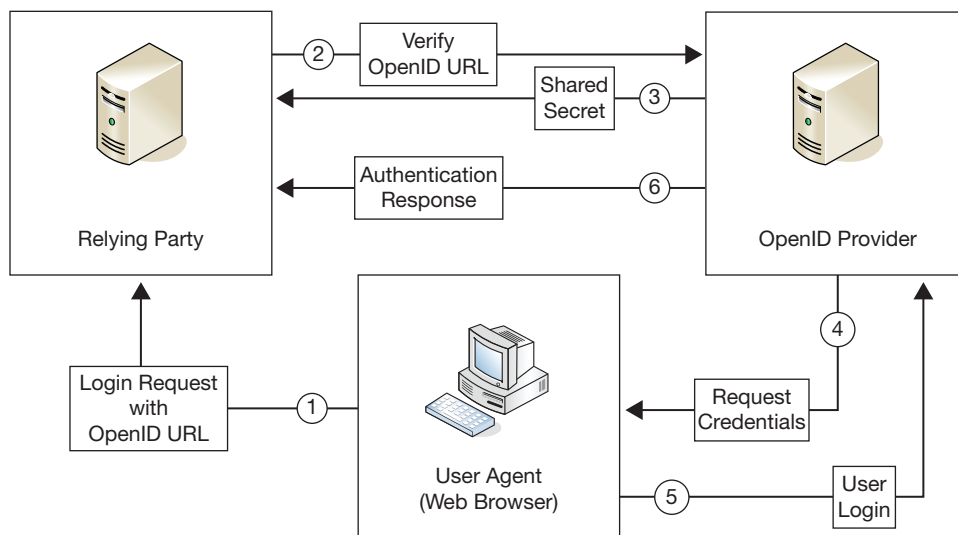 2
Verify
OpenID URL
Shared
Secret
3
Authentication
Response
6
Relying Party
OpenID Provider
4
Login Request
with
OpenID URL
1
Request
Credentials
User Agent
(Web Browser)
5
User
Login